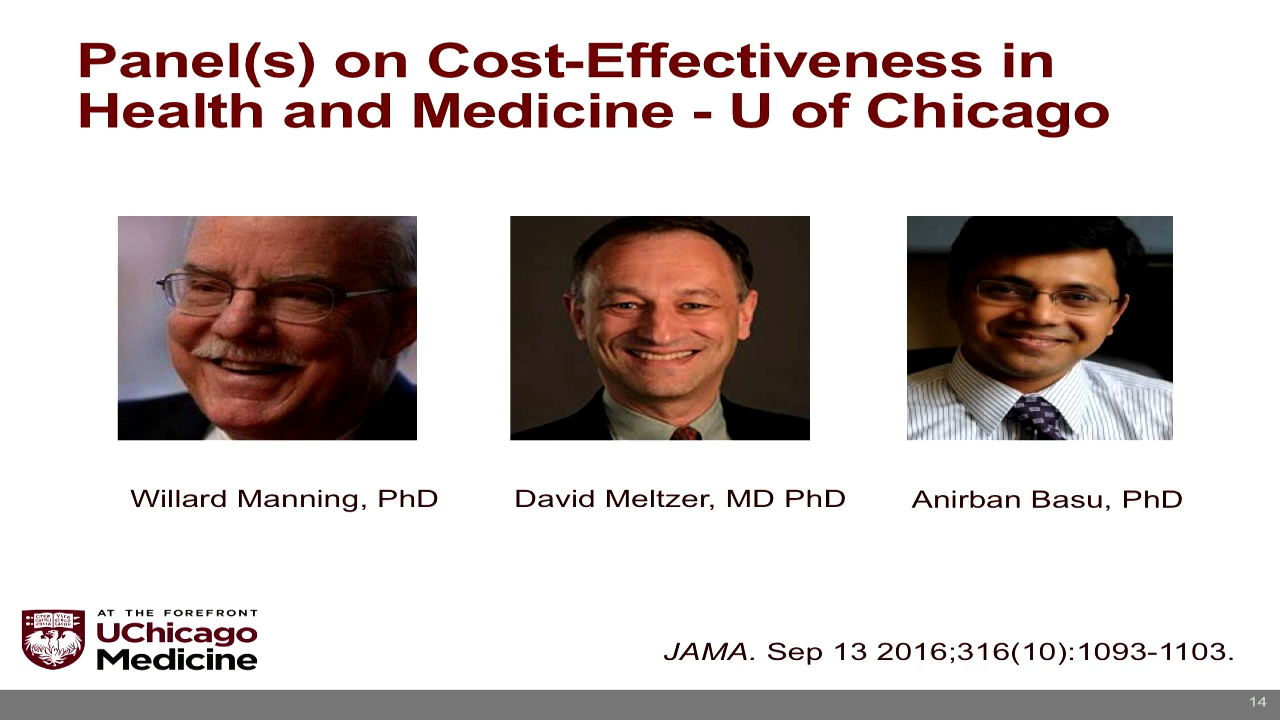 Panel(s) on Cost-Effectiveness in
Health and Medicine - U of Chicago
Willard Manning, PhD
David Meltzer, MD PhD
Anirban Basu, PhD
AT THE FOREFRONT
UChicago
Medicine
JAMA. Sep 13 2016;316(10):1093-1103.
14